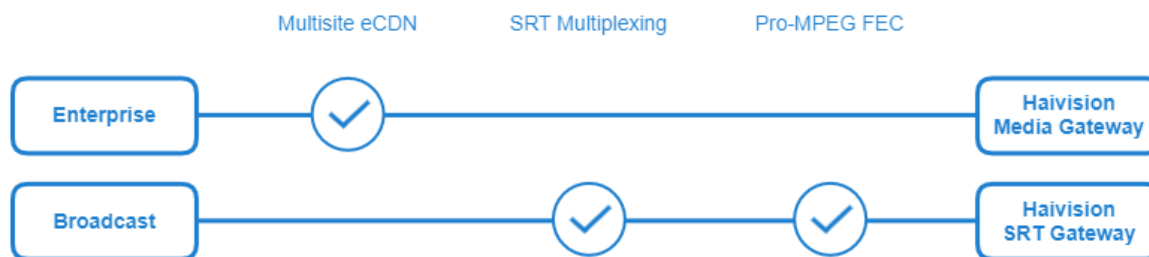 Multisite eCDN
SRT Multiplexing
Pro-MPEG FEC
Enterprise
Haivision
Media Gateway
Broadcast
Haivision
SRT Gateway